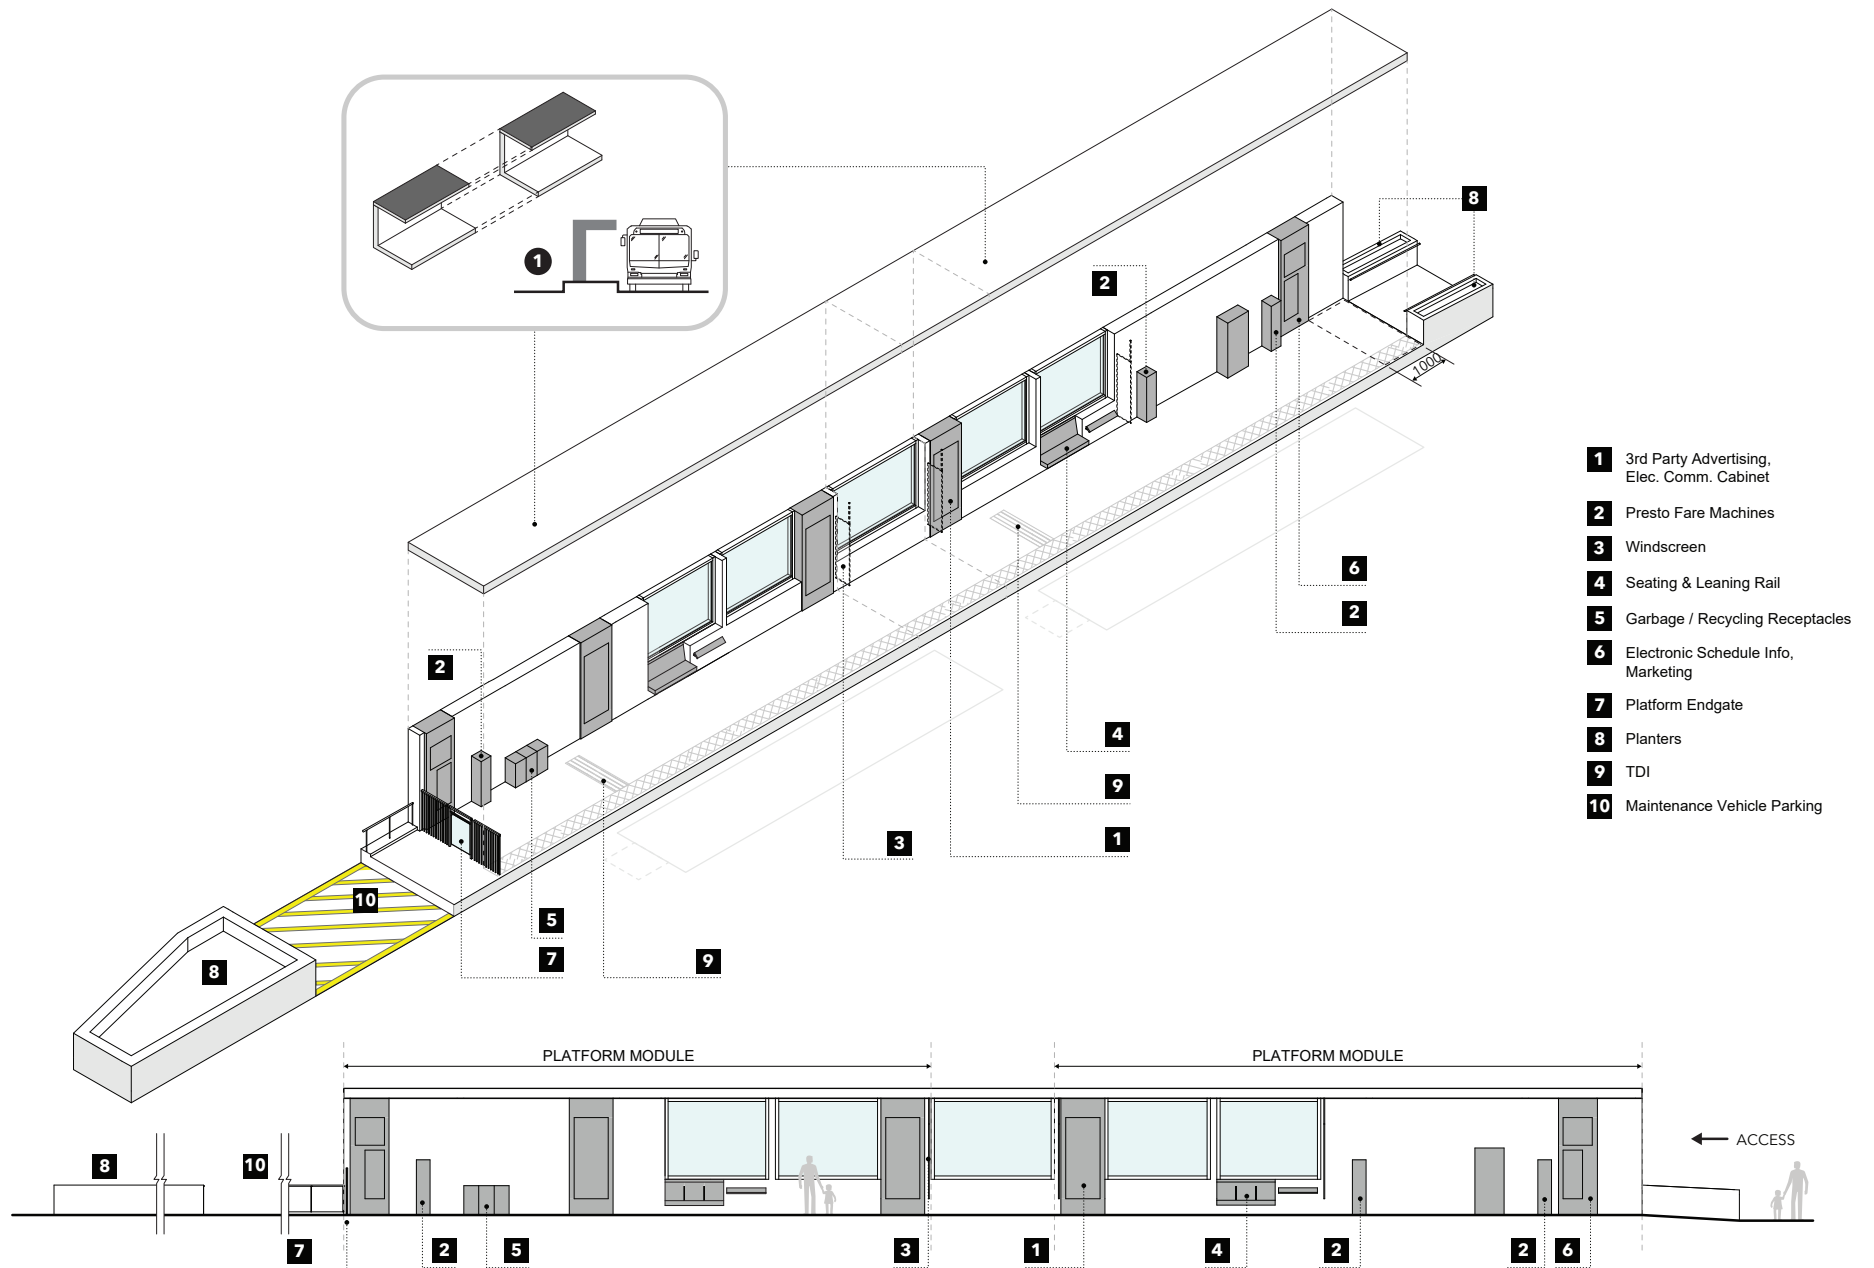 1
8
2
1000
1 3rd Party Advertising,
Elec. Comm. Cabinet
2 Presto Fare Machines
3 Windscreen
4 Seating & Leaning Rail
5 Garbage / Recycling Receptacles
6 Electronic Schedule Info,
Marketing
7 Platform Endgate
8 Planters
9 TDI
10 Maintenance Vehicle Parking
6
2
2
4
9
1
3
10
5
7
9
8
PLATFORM MODULE
PLATFORM MODULE
ACCESS
8
10
7
2
5
3
1
4
2
2
6